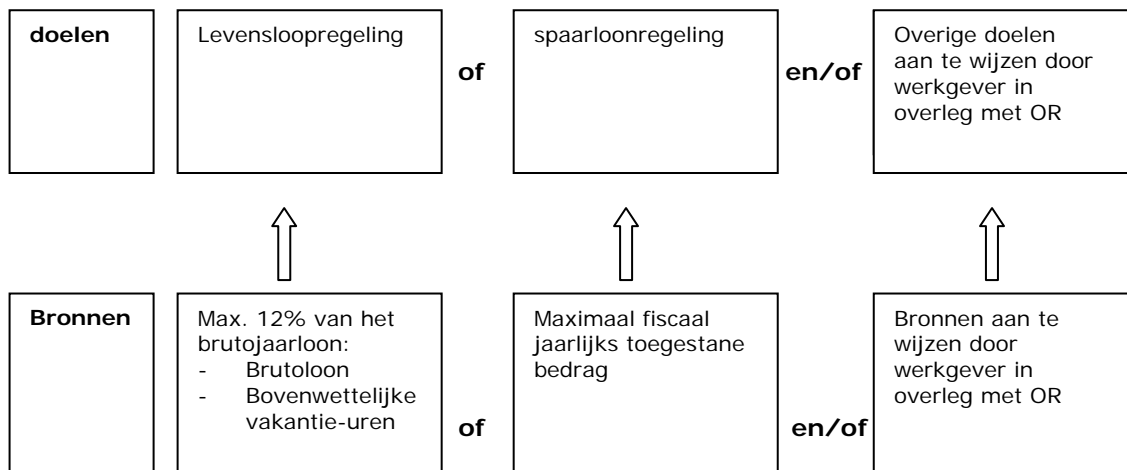 doelen
Levensloopregeling
of
spaarloonregeling
en/of
Overige doelen
aan te wijzen door
werkgever in
overleg met OR
Bronnen
Max. 12% van het
brutojaarloon:
- Brutoloon
- Bovenwettelijke
vakantie-uren
of
Maximaal fiscaal
jaarlijks toegestane
bedrag
en/of
Bronnen aan te
wijzen door
werkgever in
overleg met OR